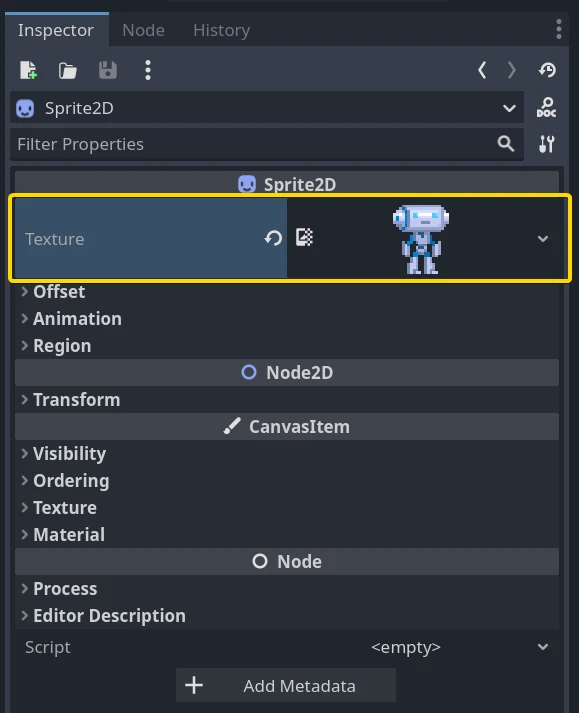 Inspector Node History
Sprite2D
DOC
Filter Properties
Sprite2D
Texture
Offset
Animation
Region
Node2D
Transform
CanvasItem
Visibility
Ordering
Texture
Material
Node
Process
Editor Description
Script <empty>
Add Metadata